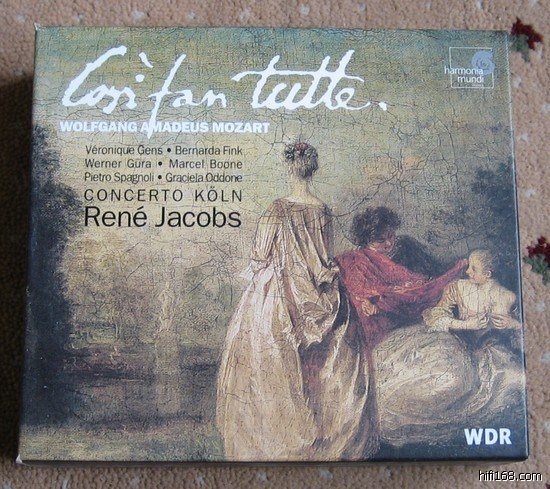 Così fan tutte.
harmonia
mundi
WOLFGANG AMADEUS MOZART
Véronique Gens • Bernarda Fink
Werner Güra • Marcel Boone
Pietro Spagnoli • Graciela Oddone
CONCERTO KÖLN
René Jacobs
WDR
hifi168.com